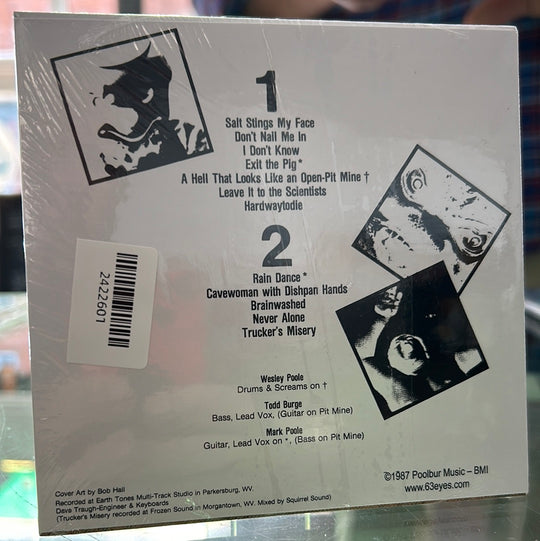 1
Salt Stings My Face
Don't Nail Me In
I Don't Know
Exit the Pig *
A Hell That Looks Like an Open-Pit Mine †
Leave It to the Scientists
Hardwaytodie
2
Rain Dance *
Cavewoman with Dishpan Hands
Brainwashed
Never Alone
Trucker's Misery
2422601
Wesley Poole
Drums & Screams on †
Todd Burge
Bass, Lead Vox, (Guitar on Pit Mine)
Mark Poole
Guitar, Lead Vox on *, (Bass on Pit Mine)
Cover Art by Bob Hall
Recorded at Earth Tones Multi-Track Studio in Parkersburg, WV.
Dave Traugh-Engineer & Keyboards
(Trucker's Misery recorded at Frozen Sound in Morgantown, WV. Mixed by Squirrel Sound)
©1987 Poolbur Music – BMI
www.63eyes.com